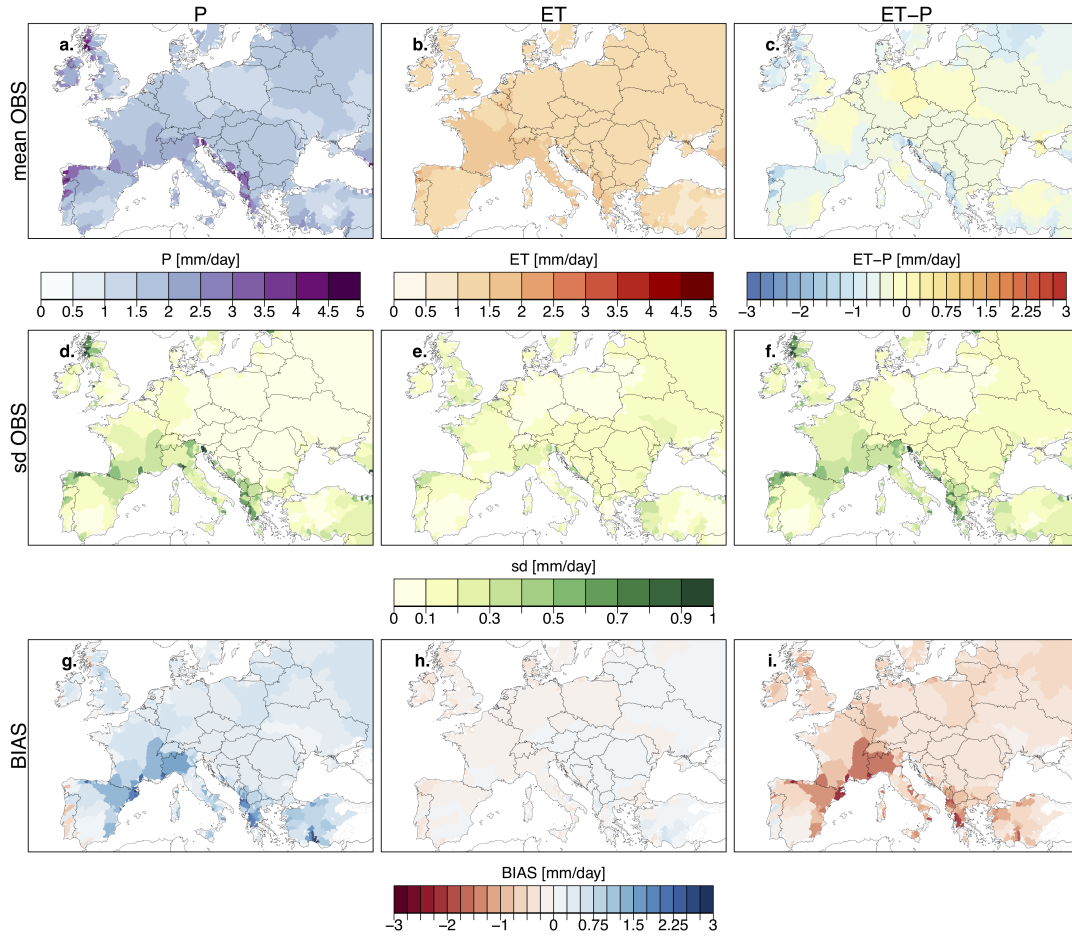 P ET ET−P
mean OBS
a. b. c.
P [mm/day] ET [mm/day] ET−P [mm/day]
0 0.5 1 1.5 2 2.5 3 3.5 4 4.5 5 0 0.5 1 1.5 2 2.5 3 3.5 4 4.5 5 −3 −2 −1 0 0.75 1.5 2.25 3
sd OBS
d. e. f.
sd [mm/day]
0 0.1 0.3 0.5 0.7 0.9 1
BIAS
g. h. i.
BIAS [mm/day]
−3 −2 −1 0 0.75 1.5 2.25 3